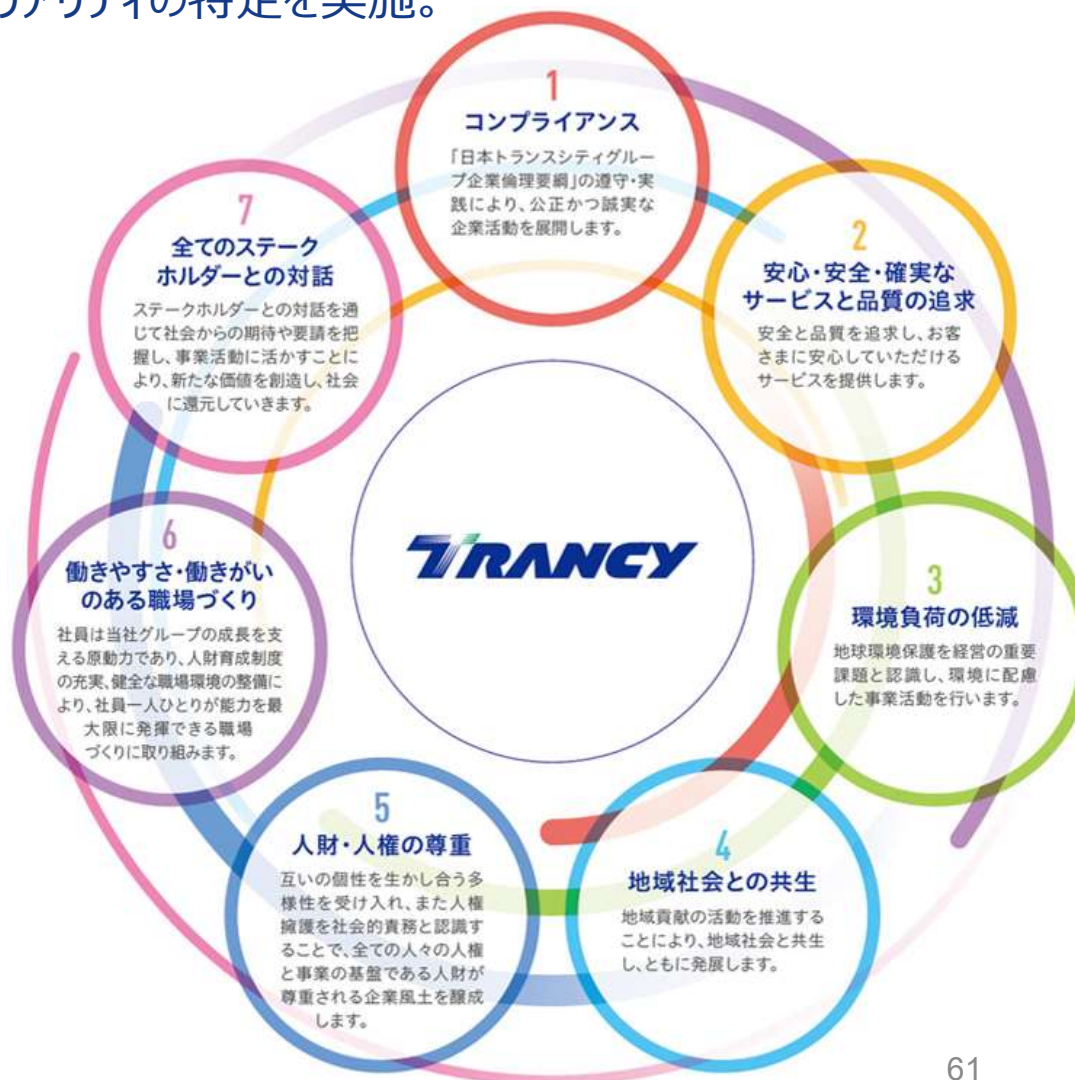 マテリアリティの特定を実施。
1
コンプライアンス
「日本トランスシティグルー
プ企業倫理要綱」の遵守・実
践により、公正かつ誠実な
企業活動を展開します。
2
安心・安全・確実な
サービスと品質の追求
安全と品質を追求し、お客
さまに安心していただける
サービスを提供します。
3
環境負荷の低減
地球環境保護を経営の重要
課題と認識し、環境に配慮
した事業活動を行います。
4
地域社会との共生
地域貢献の活動を推進する
ことにより、地域社会と共生
し、ともに発展します。
5
人財・人権の尊重
互いの個性を生かし合う多
様性を受け入れ、また人権
擁護を社会的責務と認識す
ることで、全ての人々の人権
と事業の基盤である人財が
尊重される企業風土を醸成
します。
6
働きやすさ・働きがい
のある職場づくり
社員は当社グループの成長を支
える原動力であり、人財育成制度
の充実、健全な職場環境の整備に
より、社員一人ひとりが能力を最
大限に発揮できる職場
づくりに取り組みます。
7
全てのステーク
ホルダーとの対話
ステークホルダーとの対話を通
じて社会からの期待や要請を把
握し、事業活動に活かすことに
より、新たな価値を創造し、社会
に還元していきます。
TRANCY
61